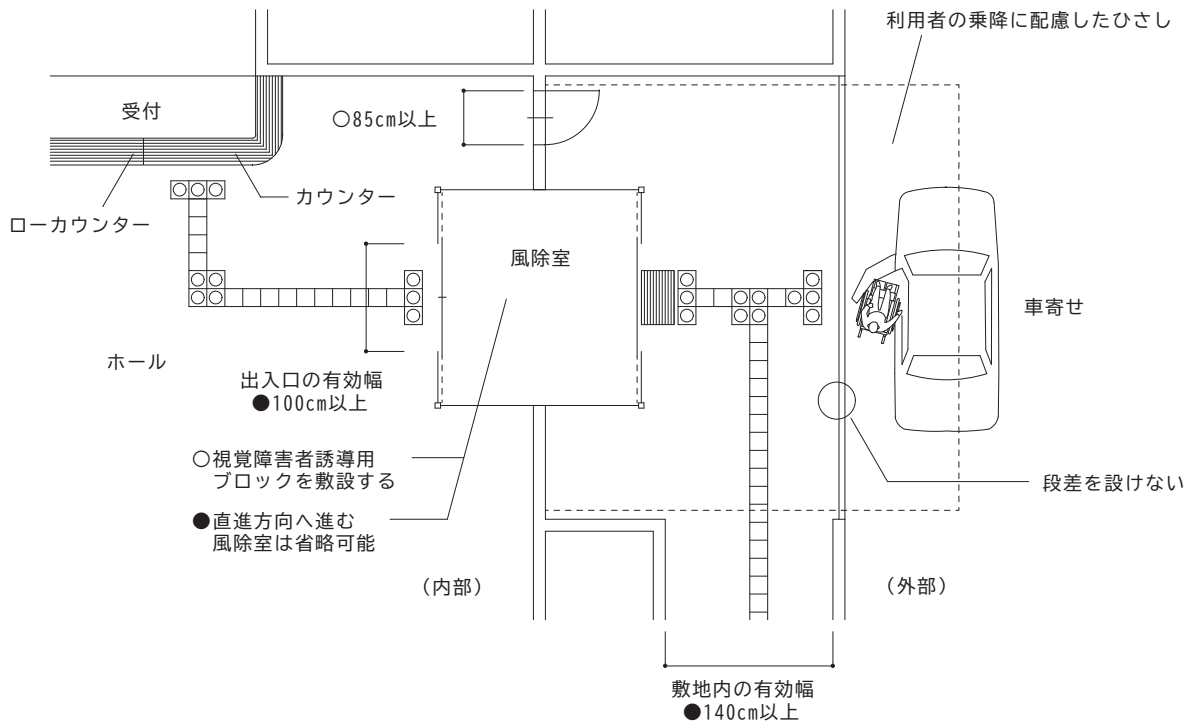 利用者の乗降に配慮したひさし
受付
○85cm以上
カウンター
ローカウンター
風除室
車寄せ
ホール
出入口の有効幅
●100cm以上
○視覚障害者誘導用
ブロックを敷設する
●直進方向へ進む
風除室は省略可能
段差を設けない
（内部）
（外部）
敷地内の有効幅
●140cm以上